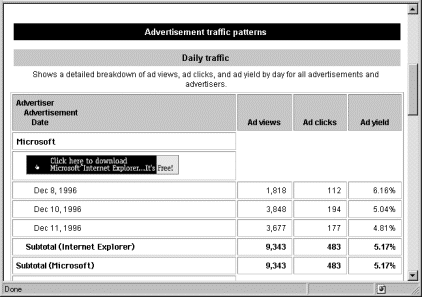 Advertisement traffic patterns
Daily traffic
Shows a detailed breakdown of ad views, ad clicks, and ad yield by day for all advertisements and
advertisers.
Advertiser
Advertisement
Date Ad views Ad clicks Ad yield
Microsoft
Click here to download
Microsoft Internet Explorer...It's Free!
Dec 8, 1996 1,818 112 6.16%
Dec 10, 1996 3,848 194 5.04%
Dec 11, 1996 3,677 177 4.81%
Subtotal (Internet Explorer) 9,343 483 5.17%
Subtotal (Microsoft) 9,343 483 5.17%
Done